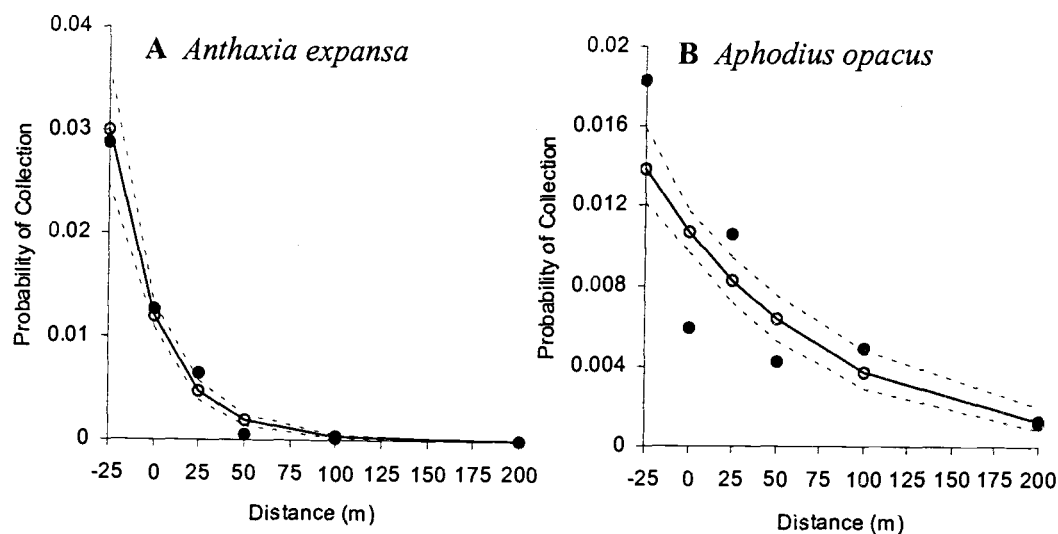 A Anthaxia expansa
Probability of Collection
0.04
0.03
0.02
0.01
0
-25 0 25 50 75 100 125 150 175 200
Distance (m)
B Aphodius opacus
Probability of Collection
0.02
0.016
0.012
0.008
0.004
0
-25 0 25 50 75 100 125 150 175 200
Distance (m)